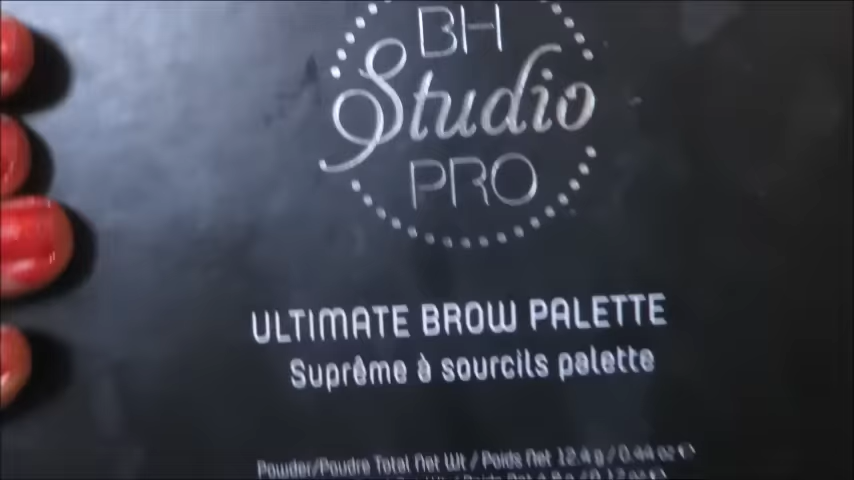 BH
Studio
PRO
ULTIMATE BROW PALETTE
Suprême à sourcils palette
Powder/Poudre Total Net Wt / Poids Net 12.4 g / 0.44 oz e